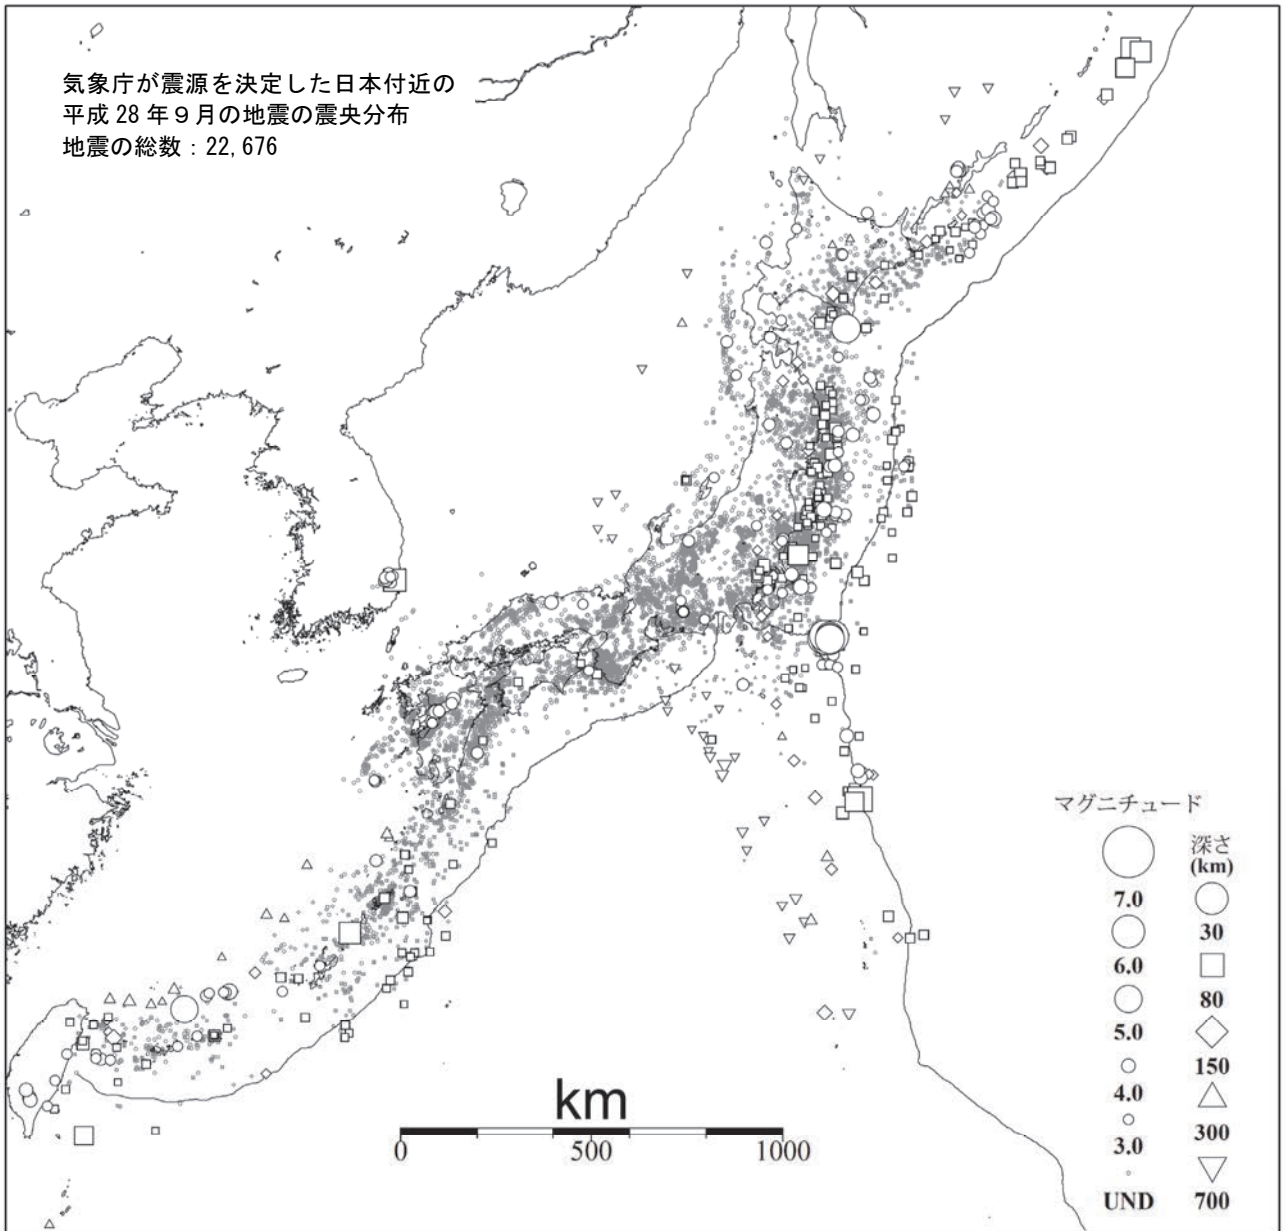 気象庁が震源を決定した日本付近の
平成 28 年９月の地震の震央分布
地震の総数：22,676
マグニチュード
深さ
(km)
7.0
30
6.0
80
5.0
150
4.0
300
3.0
UND 700
km
0 500 1000